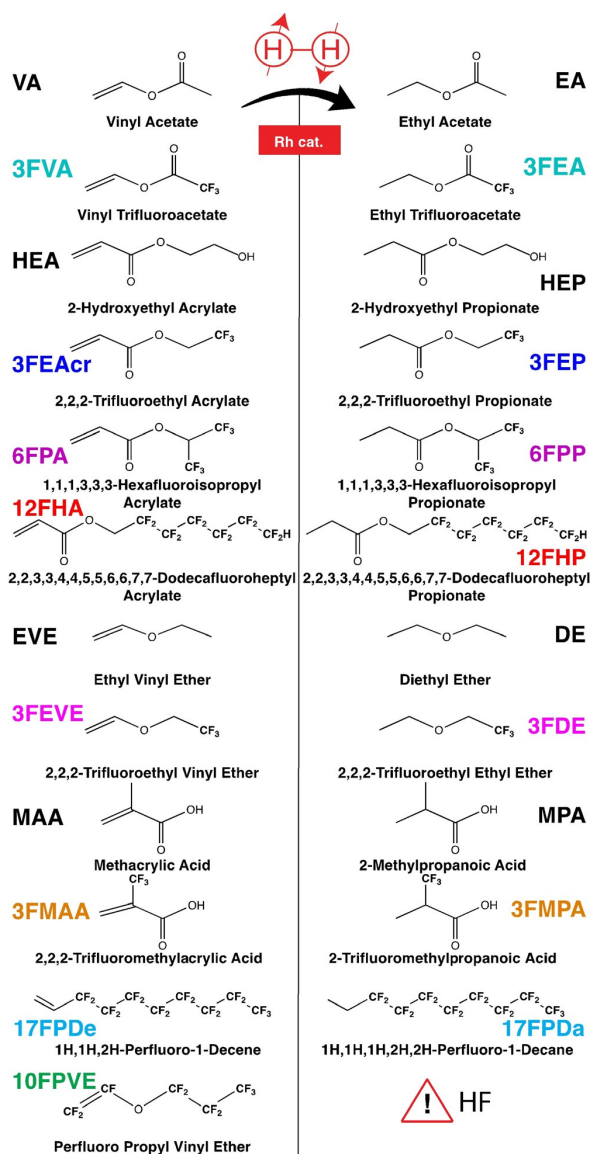 H H
VA
O
O
Vinyl Acetate
Rh cat.
EA
O
O
Ethyl Acetate
3FVA
O
O
CF3
Vinyl Trifluoroacetate
3FEA
O
O
CF3
Ethyl Trifluoroacetate
HEA
O
OH
O
2-Hydroxyethyl Acrylate
O
OH
O
HEP
2-Hydroxyethyl Propionate
3FEAcr
O
CF3
O
2,2,2-Trifluoroethyl Acrylate
O
CF3
O
3FEP
2,2,2-Trifluoroethyl Propionate
6FPA
O
CF3
O
CF3
1,1,1,3,3,3-Hexafluoroisopropyl
Acrylate
O
CF3
O
CF3
6FPP
1,1,1,3,3,3-Hexafluoroisopropyl
Propionate
12FHA
O
CF2 CF2 CF2
CF2 CF2 CF2H
O
2,2,3,3,4,4,5,5,6,6,7,7-Dodecafluoroheptyl
Acrylate
O
CF2 CF2 CF2
CF2 CF2 CF2H
O
12FHP
2,2,3,3,4,4,5,5,6,6,7,7-Dodecafluoroheptyl
Propionate
EVE
O
Ethyl Vinyl Ether
O
DE
Diethyl Ether
3FEVE
O
CF3
2,2,2-Trifluoroethyl Vinyl Ether
O
CF3
3FDE
2,2,2-Trifluoroethyl Ethyl Ether
MAA
OH
O
Methacrylic Acid
OH
O
MPA
2-Methylpropanoic Acid
CF3
3FMAA
OH
O
2,2,2-Trifluoromethylacrylic Acid
CF3
OH
O
3FMPA
2-Trifluoromethylpropanoic Acid
CF2 CF2 CF2 CF2
CF2 CF2 CF2 CF3
17FPDe
1H,1H,2H-Perfluoro-1-Decene
CF2 CF2 CF2 CF2
CF2 CF2 CF2 CF3
17FPDa
1H,1H,1H,2H,2H-Perfluoro-1-Decane
10FPVE
CF CF2 CF3
CF2 O CF2
Perfluoro Propyl Vinyl Ether
! HF